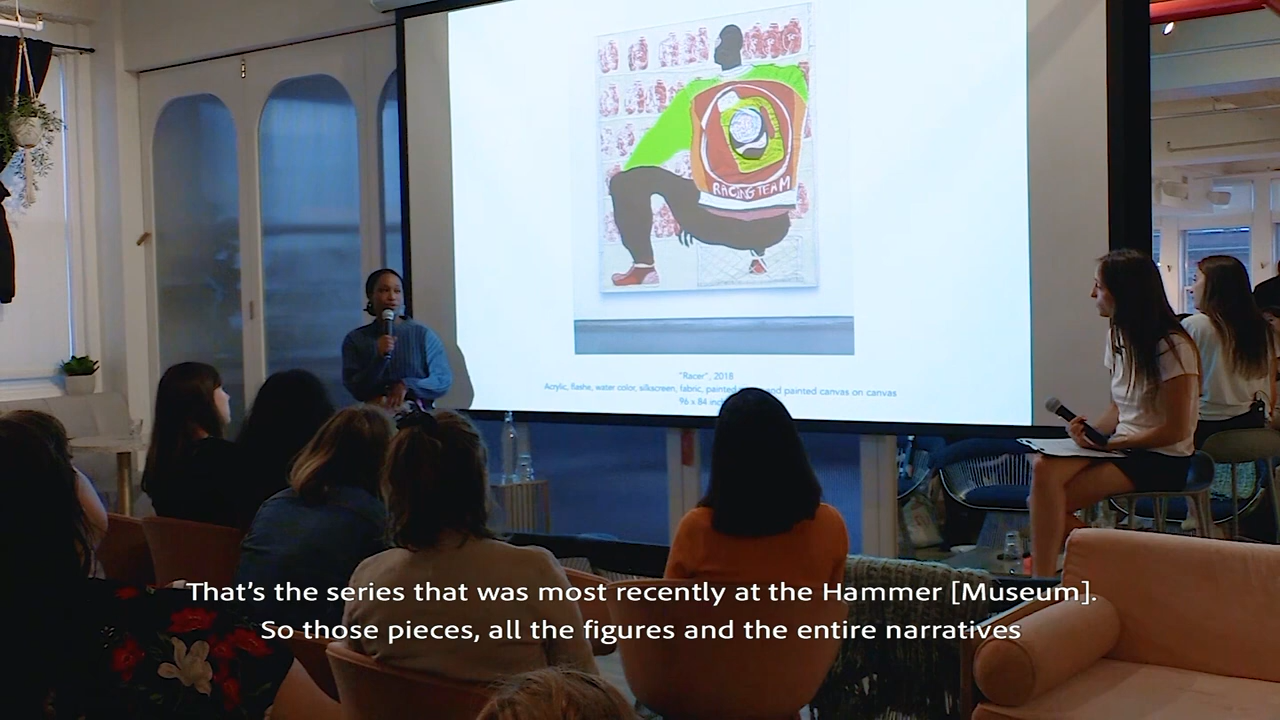 RACING TEAM
"Racer", 2018
Acrylic, flashe, water color, silkscreen, fabric, painted and painted canvas on canvas
96 x 84 inch
That's the series that was most recently at the Hammer [Museum].
So those pieces, all the figures and the entire narratives